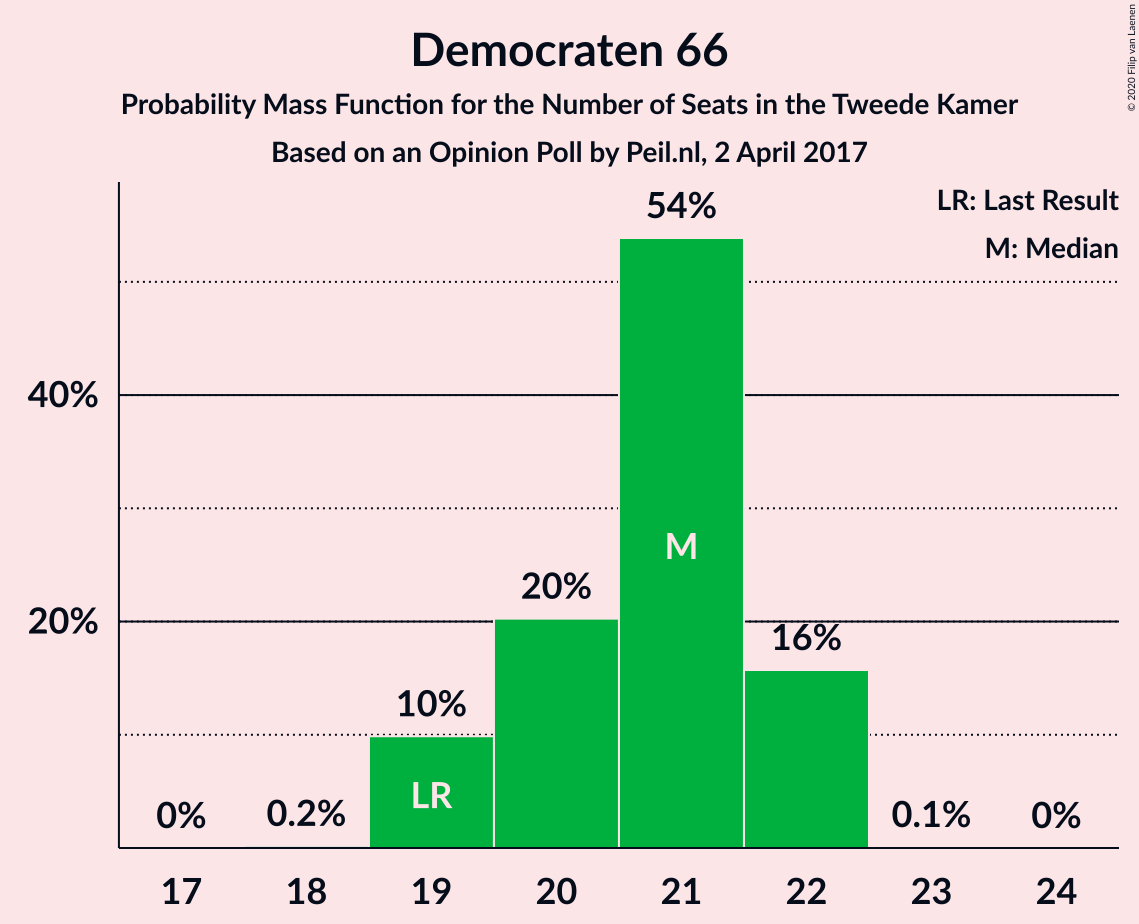 Democraten 66
Probability Mass Function for the Number of Seats in the Tweede Kamer
Based on an Opinion Poll by Peil.nl, 2 April 2017
© 2020 Filip van Laenen
LR: Last Result
M: Median
54%
40%
M
20%
20%
16%
10%
LR
0%
0.2%
0.1%
0%
17 18 19 20 21 22 23 24